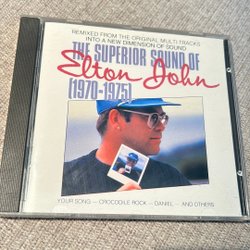 REMIXED FROM THE ORIGINAL MULTI TRACKS
INTO A NEW DIMENSION OF SOUND
THE SUPERIOR SOUND OF
Elton John
(1970-1975)
YOUR SONG — CROCODILE ROCK — DANIEL — AND OTHERS